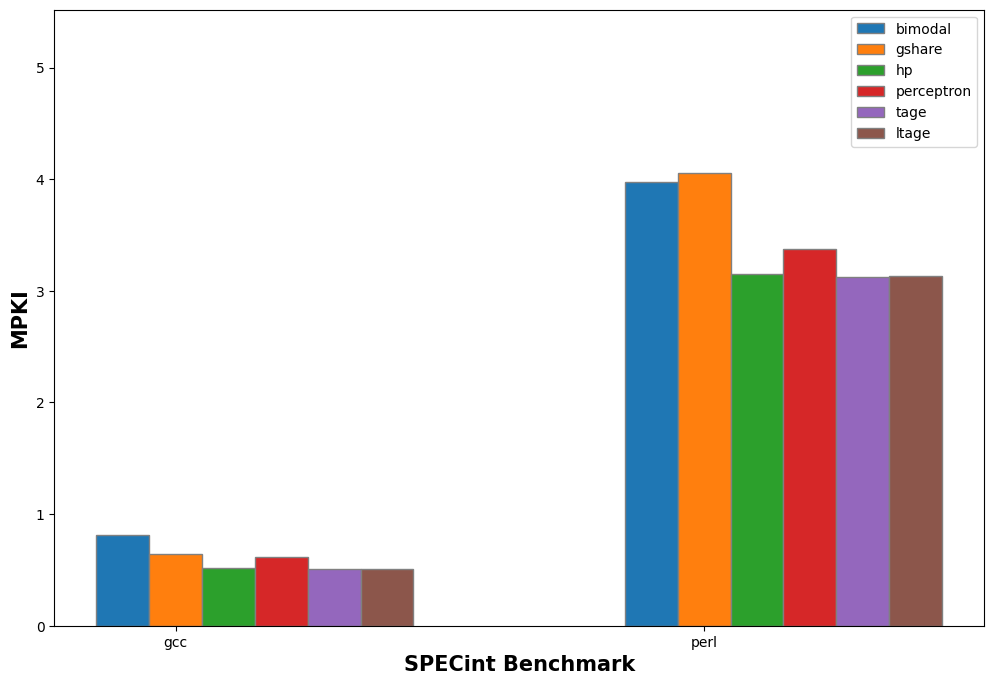 bimodal
gshare
hp
perceptron
tage
ltage
MPKI
5
4
3
2
1
0
gcc
perl
SPECint Benchmark